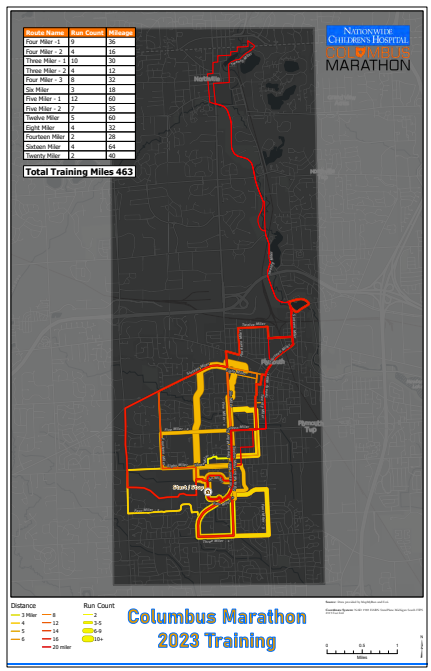 Route Name Run Count Mileage
Four Miler -1 9 36
Four Miler - 2 4 16
Three Miler - 1 10 30
Three Miler - 2 4 12
Four Miler - 3 8 32
Six Miler 3 18
Five Miler - 1 12 60
Five Miler - 2 7 35
Twelve Miler 5 60
Eight Miler 4 32
Fourteen Miler 2 28
Sixteen Miler 4 64
Twenty Miler 2 40
Total Training Miles 463
NATIONWIDE
CHILDREN'S HOSPITAL
COLUMBUS
MARATHON
Northville
Plymouth
Plymouth
Twp
Start / Stop
Distance
3 Miler
4
5
6
8
12
14
16
20 miler
Run Count
2
3-5
6-9
10+
Columbus Marathon
2023 Training
0 0.5 1
Miles